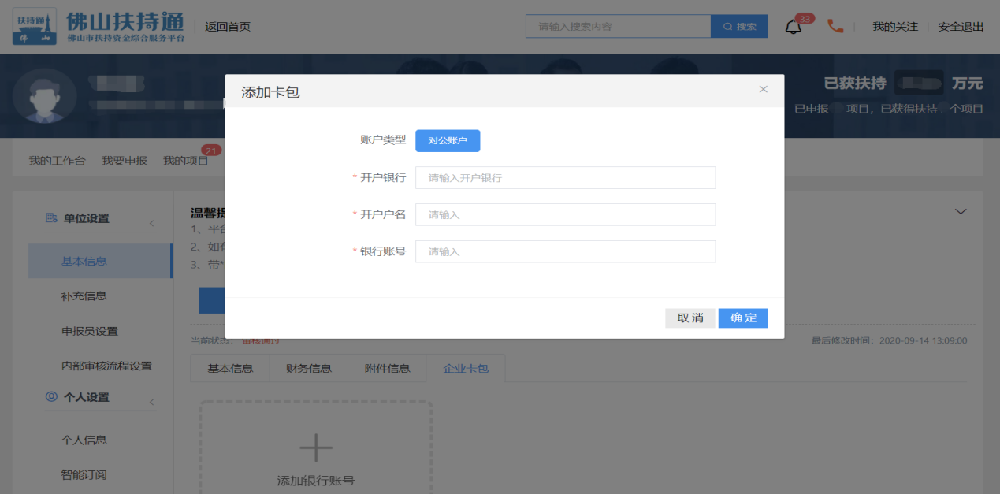 扶持通
佛 山
佛山扶持通
佛山市扶持资金综合服务平台
返回首页
请输入搜索内容
搜索
33
我的关注
安全退出
已获扶持 万元
已申报 项目，已获得扶持 个项目
我的工作台
我要申报
我的项目
21
添加卡包
账户类型
对公账户
* 开户银行
请输入开户银行
* 开户户名
请输入
* 银行账号
请输入
取 消
确 定
单位设置
基本信息
补充信息
申报员设置
内部审核流程设置
个人设置
个人信息
智能订阅
温馨提
1、平台
2、如有
3、带*
当前状态： 审核通过
最后修改时间：2020-09-14 13:09:00
基本信息
财务信息
附件信息
企业卡包
添加银行账号